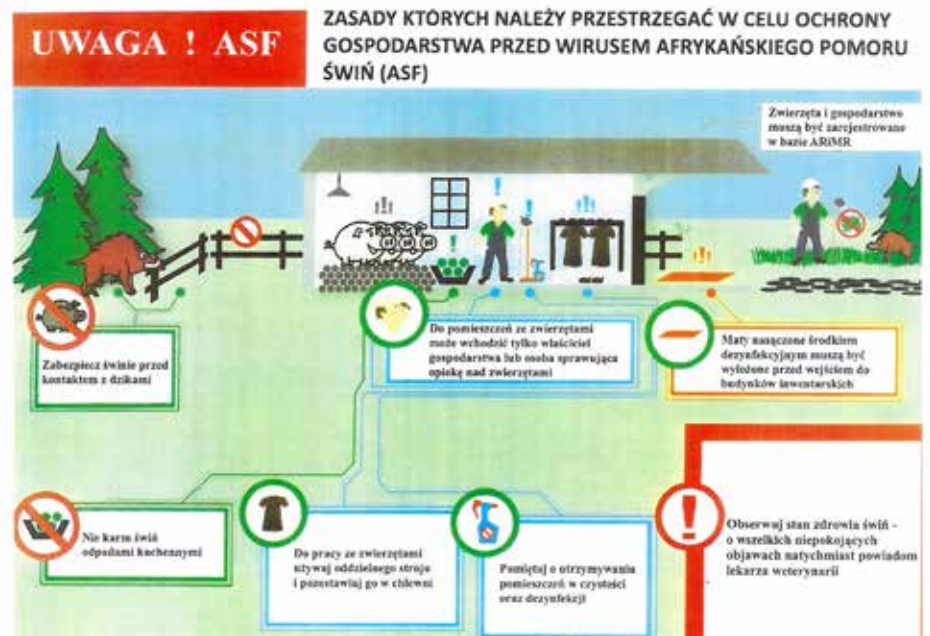 UWAGA ! ASF
ZASADY KTÓRYCH NALEŻY PRZESTRZEGAĆ W CELU OCHRONY
GOSPODARSTWA PRZED WIRUSEM AFRYKAŃSKIEGO POMORU
ŚWIŃ (ASF)
Zwierzęta i gospodarstwo
muszą być zarejestrowane
w bazie ARiMR
Zabezpiecz świnie przed
kontaktem z dzikami
Do pomieszczeń ze zwierzętami
może wchodzić tylko właściciel
gospodarstwa lub osoba sprawująca
opiekę nad zwierzętami
Maty nasączone środkiem
dezynfekcyjnym muszą być
wyłożone przed wejściem do
budynków inwentarskich
Nie karm świń
odpadami kuchennymi
Do pracy ze zwierzętami
używaj oddzielnego stroju
i pozostawiaj go w chlewni
Pamiętaj o utrzymywaniu
pomieszczeń w czystości
oraz dezynfekcji
Obserwuj stan zdrowia świń -
o wszelkich niepokojących
objawach natychmiast powiadom
lekarza weterynarii